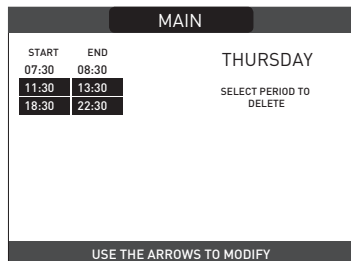 MAIN
START END
07:30 08:30
11:30 13:30
18:30 22:30
THURSDAY
SELECT PERIOD TO
DELETE
USE THE ARROWS TO MODIFY